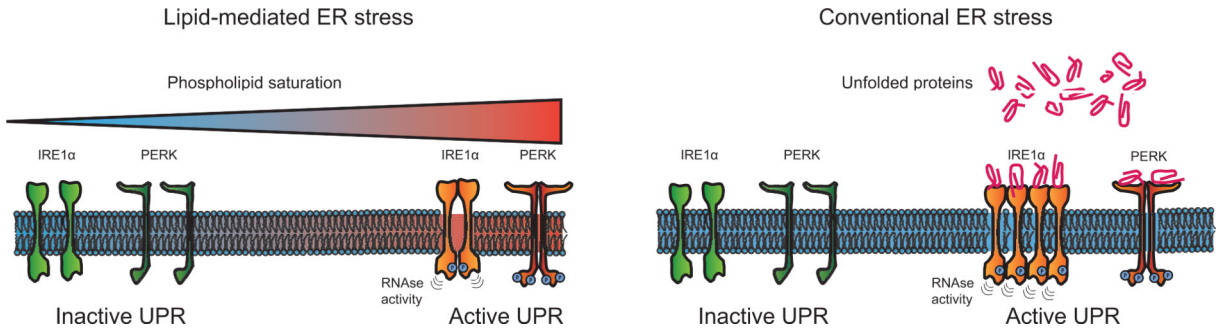 Lipid-mediated ER stress
Phospholipid saturation
IRE1α
PERK
IRE1α
PERK
RNAse
activity
P P P P P P
Inactive UPR
Active UPR
Conventional ER stress
Unfolded proteins
IRE1α
PERK
IRE1α
PERK
RNAse
activity
P P P P P P P P
Inactive UPR
Active UPR